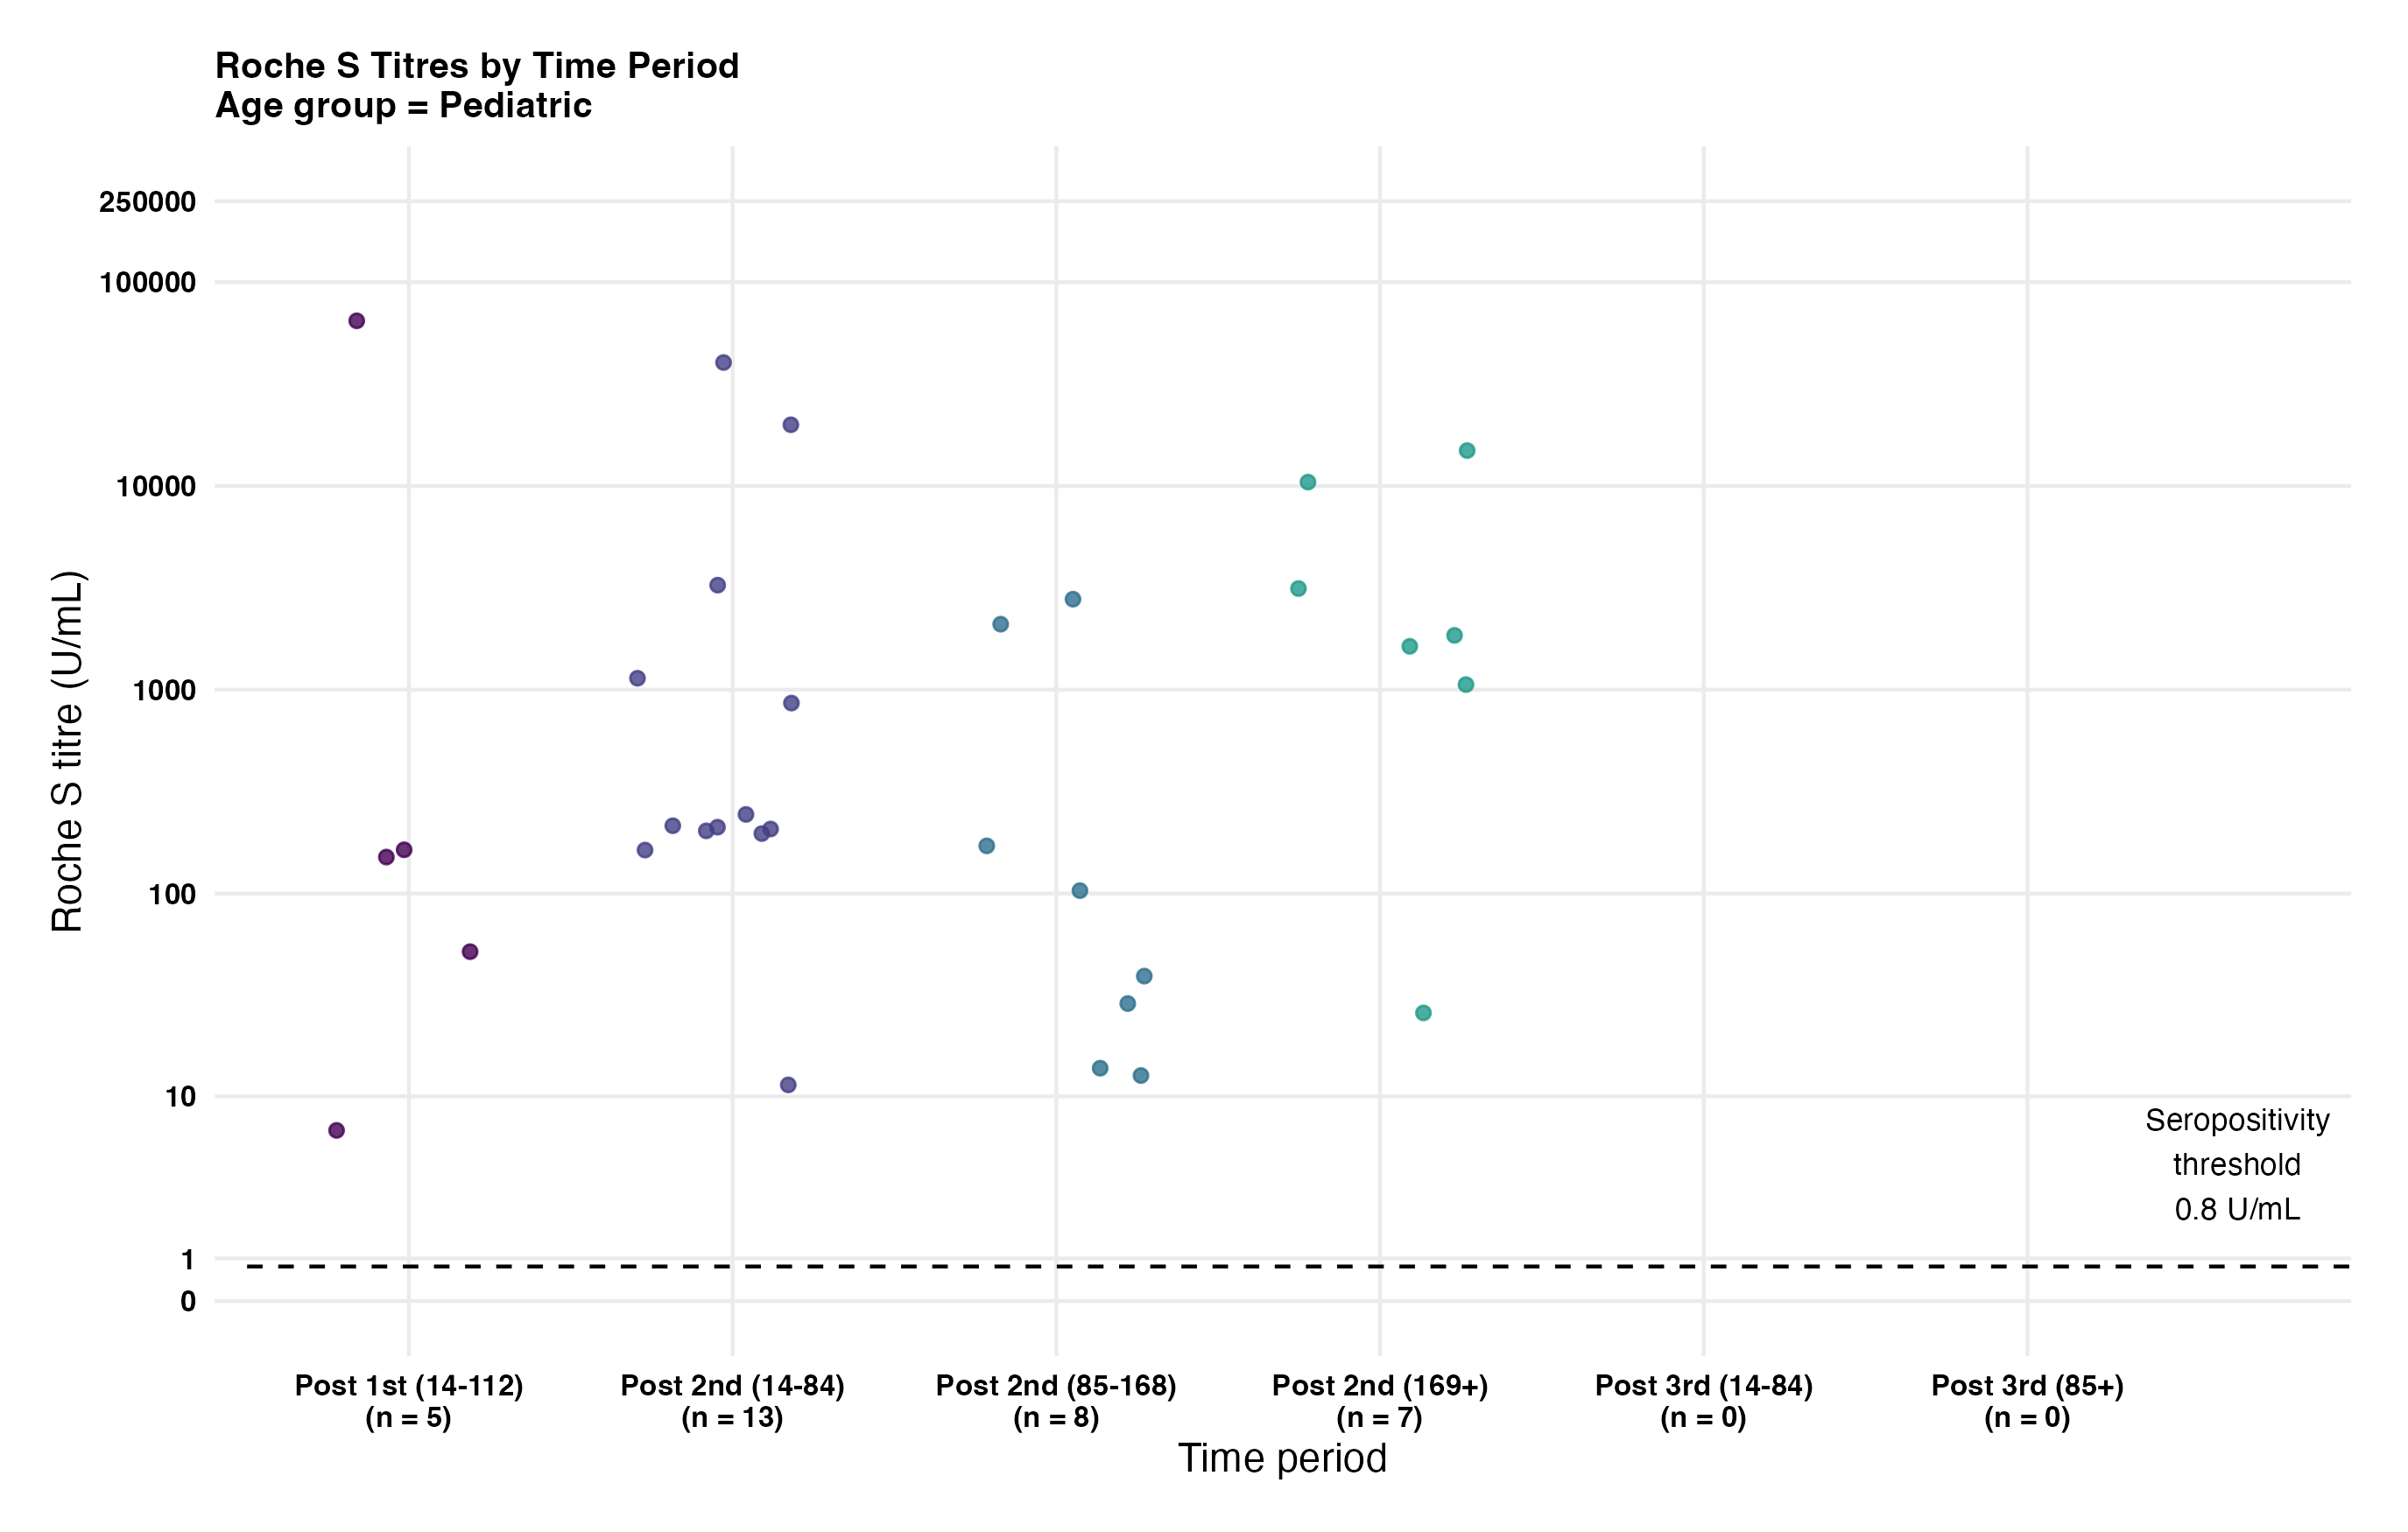 Roche S Titres by Time Period
Age group = Pediatric
250000
100000
10000
1000
100
10
1
0
Roche S titre (U/mL)
Seropositivity
threshold
0.8 U/mL
Post 1st (14-112)
(n = 5)
Post 2nd (14-84)
(n = 13)
Post 2nd (85-168)
(n = 8)
Post 2nd (169+)
(n = 7)
Post 3rd (14-84)
(n = 0)
Post 3rd (85+)
(n = 0)
Time period